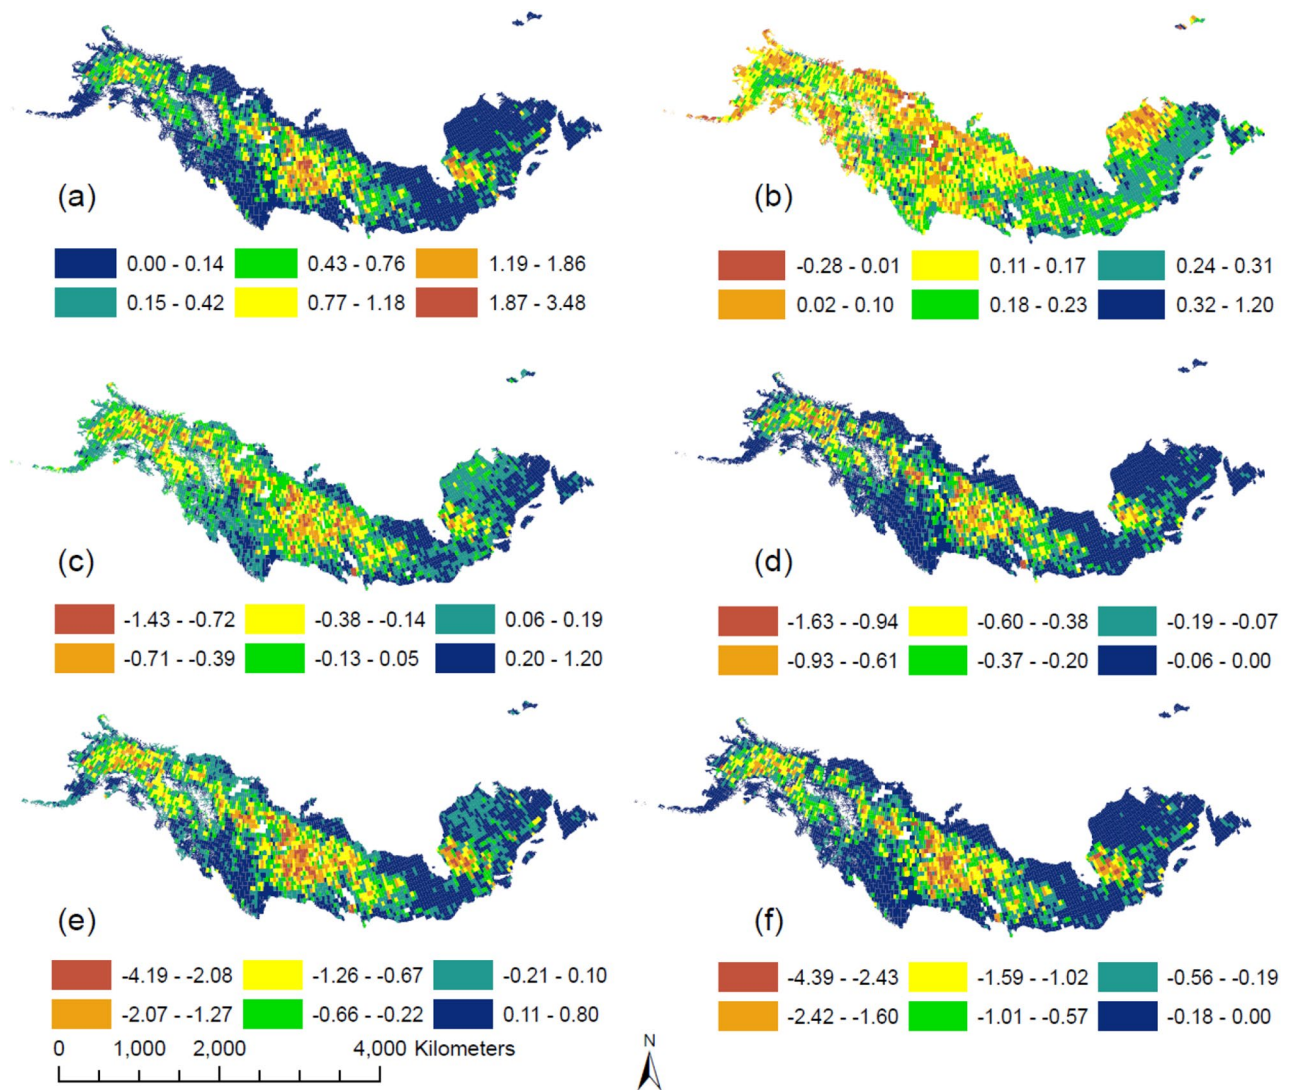 (a)
(b)
0.00 - 0.14 0.43 - 0.76 1.19 - 1.86
0.15 - 0.42 0.77 - 1.18 1.87 - 3.48
-0.28 - 0.01 0.11 - 0.17 0.24 - 0.31
0.02 - 0.10 0.18 - 0.23 0.32 - 1.20
(c)
(d)
-1.43 - -0.72 -0.38 - -0.14 0.06 - 0.19
-0.71 - -0.39 -0.13 - 0.05 0.20 - 1.20
-1.63 - -0.94 -0.60 - -0.38 -0.19 - -0.07
-0.93 - -0.61 -0.37 - -0.20 -0.06 - 0.00
(e)
(f)
-4.19 - -2.08 -1.26 - -0.67 -0.21 - 0.10
-2.07 - -1.27 -0.66 - -0.22 0.11 - 0.80
-4.39 - -2.43 -1.59 - -1.02 -0.56 - -0.19
-2.42 - -1.60 -1.01 - -0.57 -0.18 - 0.00
0 1,000 2,000 4,000 Kilometers
N